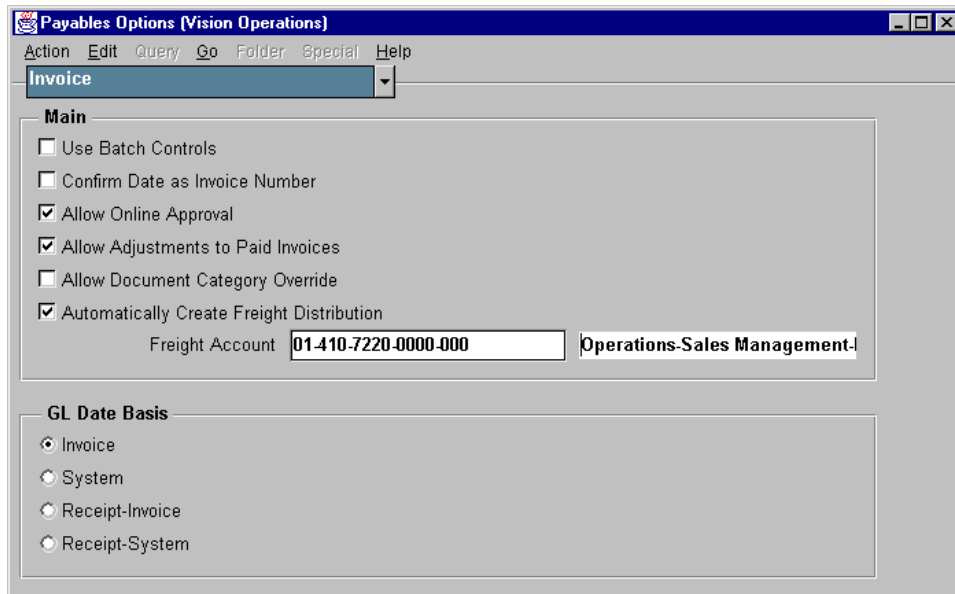 Payables Options (Vision Operations)
Action Edit Query Go Folder Special Help
Invoice
Main
Use Batch Controls
Confirm Date as Invoice Number
Allow Online Approval
Allow Adjustments to Paid Invoices
Allow Document Category Override
Automatically Create Freight Distribution
Freight Account 01-410-7220-0000-000 Operations-Sales Management-
GL Date Basis
Invoice
System
Receipt-Invoice
Receipt-System